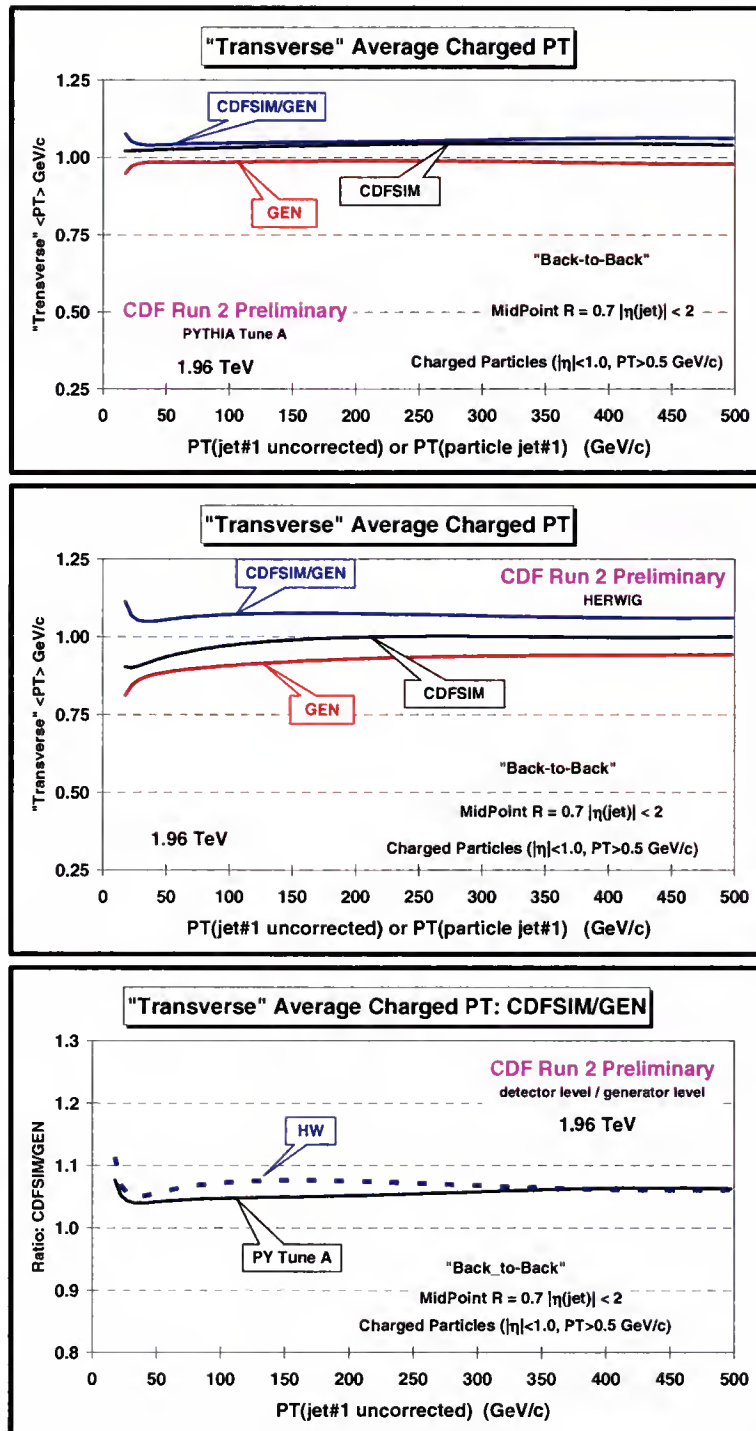 "Transverse" Average Charged PT
1.25
1.00
0.75
0.50
0.25
"Trensverse" <PT> GeV/c
CDFSIM/GEN
CDFSIM
GEN
"Back-to-Back"
CDF Run 2 Preliminary
PYTHIA Tune A
1.96 TeV
MidPoint R = 0.7 |η(jet)| < 2
Charged Particles (|η|<1.0, PT>0.5 GeV/c)
0 50 100 150 200 250 300 350 400 450 500
PT(jet#1 uncorrected) or PT(particle jet#1) (GeV/c)
"Transverse" Average Charged PT
1.25
1.00
0.75
0.50
0.25
"Transverse" <PT> GeV/c
CDFSIM/GEN
CDF Run 2 Preliminary
HERWIG
CDFSIM
GEN
"Back-to-Back"
MidPoint R = 0.7 |η(jet)| < 2
1.96 TeV
Charged Particles (|η|<1.0, PT>0.5 GeV/c)
0 50 100 150 200 250 300 350 400 450 500
PT(jet#1 uncorrected) or PT(particle jet#1) (GeV/c)
"Transverse" Average Charged PT: CDFSIM/GEN
1.3
1.2
1.1
1.0
0.9
0.8
Ratio: CDFSIM/GEN
CDF Run 2 Preliminary
detector level / generator level
1.96 TeV
HW
PY Tune A
"Back_to-Back"
MidPoint R = 0.7 |η(jet)| < 2
Charged Particles (|η|<1.0, PT>0.5 GeV/c)
0 50 100 150 200 250 300 350 400 450 500
PT(jet#1 uncorrected) (GeV/c)